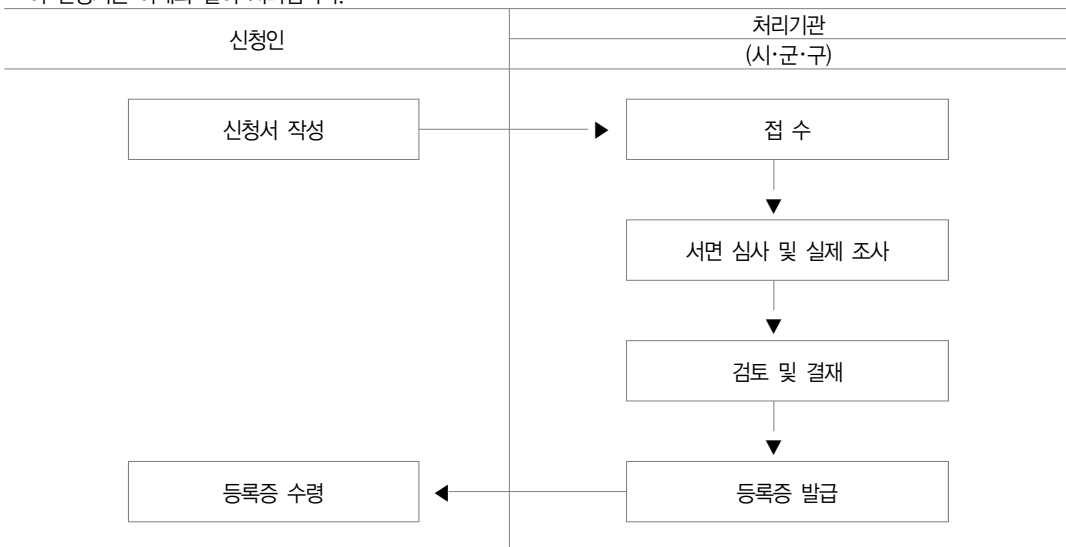 신청인
처리기관
(시·군·구)
신청서 작성
접 수
서면 심사 및 실제 조사
검토 및 결재
등록증 수령
등록증 발급